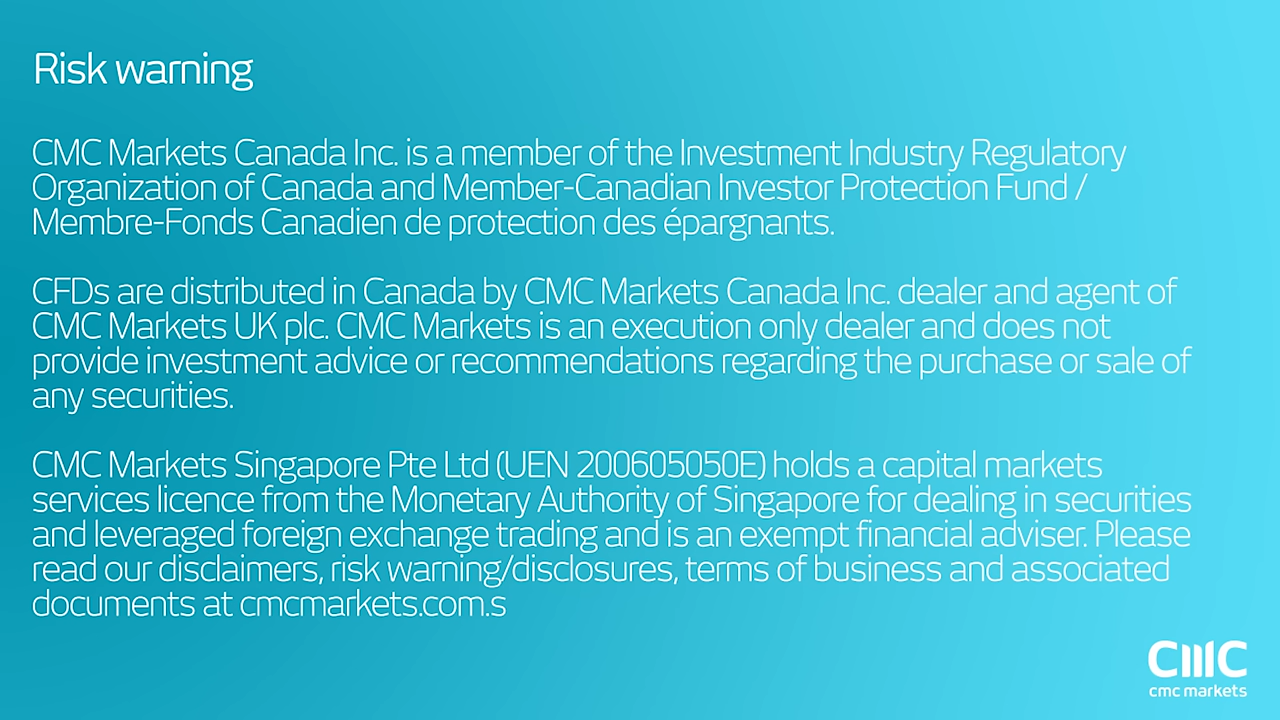 Risk warning
CMC Markets Canada Inc. is a member of the Investment Industry Regulatory
Organization of Canada and Member-Canadian Investor Protection Fund /
Membre-Fonds Canadien de protection des épargnants.
CFDs are distributed in Canada by CMC Markets Canada Inc. dealer and agent of
CMC Markets UK plc. CMC Markets is an execution only dealer and does not
provide investment advice or recommendations regarding the purchase or sale of
any securities.
CMC Markets Singapore Pte Ltd (UEN 200605050E) holds a capital markets
services licence from the Monetary Authority of Singapore for dealing in securities
and leveraged foreign exchange trading and is an exempt financial adviser. Please
read our disclaimers, risk warning/disclosures, terms of business and associated
documents at cmcmarkets.com.s
CMC
cmc markets